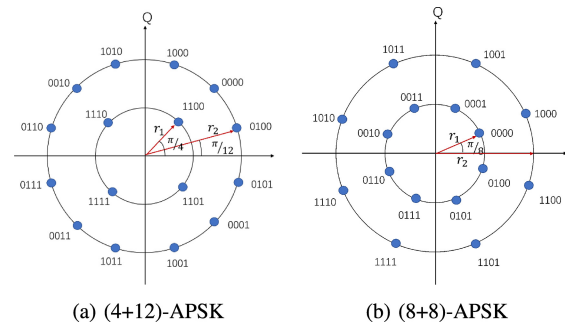 Q
1010 1000
0010 0000
1110 1100
0110 r₁ r₂ 0100
π/4 π/12
0111 1111 1101 0101
0011 0001
1011 1001
(a) (4+12)-APSK
Q
1011 1001
0011 0001
1010 1000
0010 r₁ 0000
π/8
r₂
0110 0100
1110 1100
0111 0101
1111 1101
(b) (8+8)-APSK